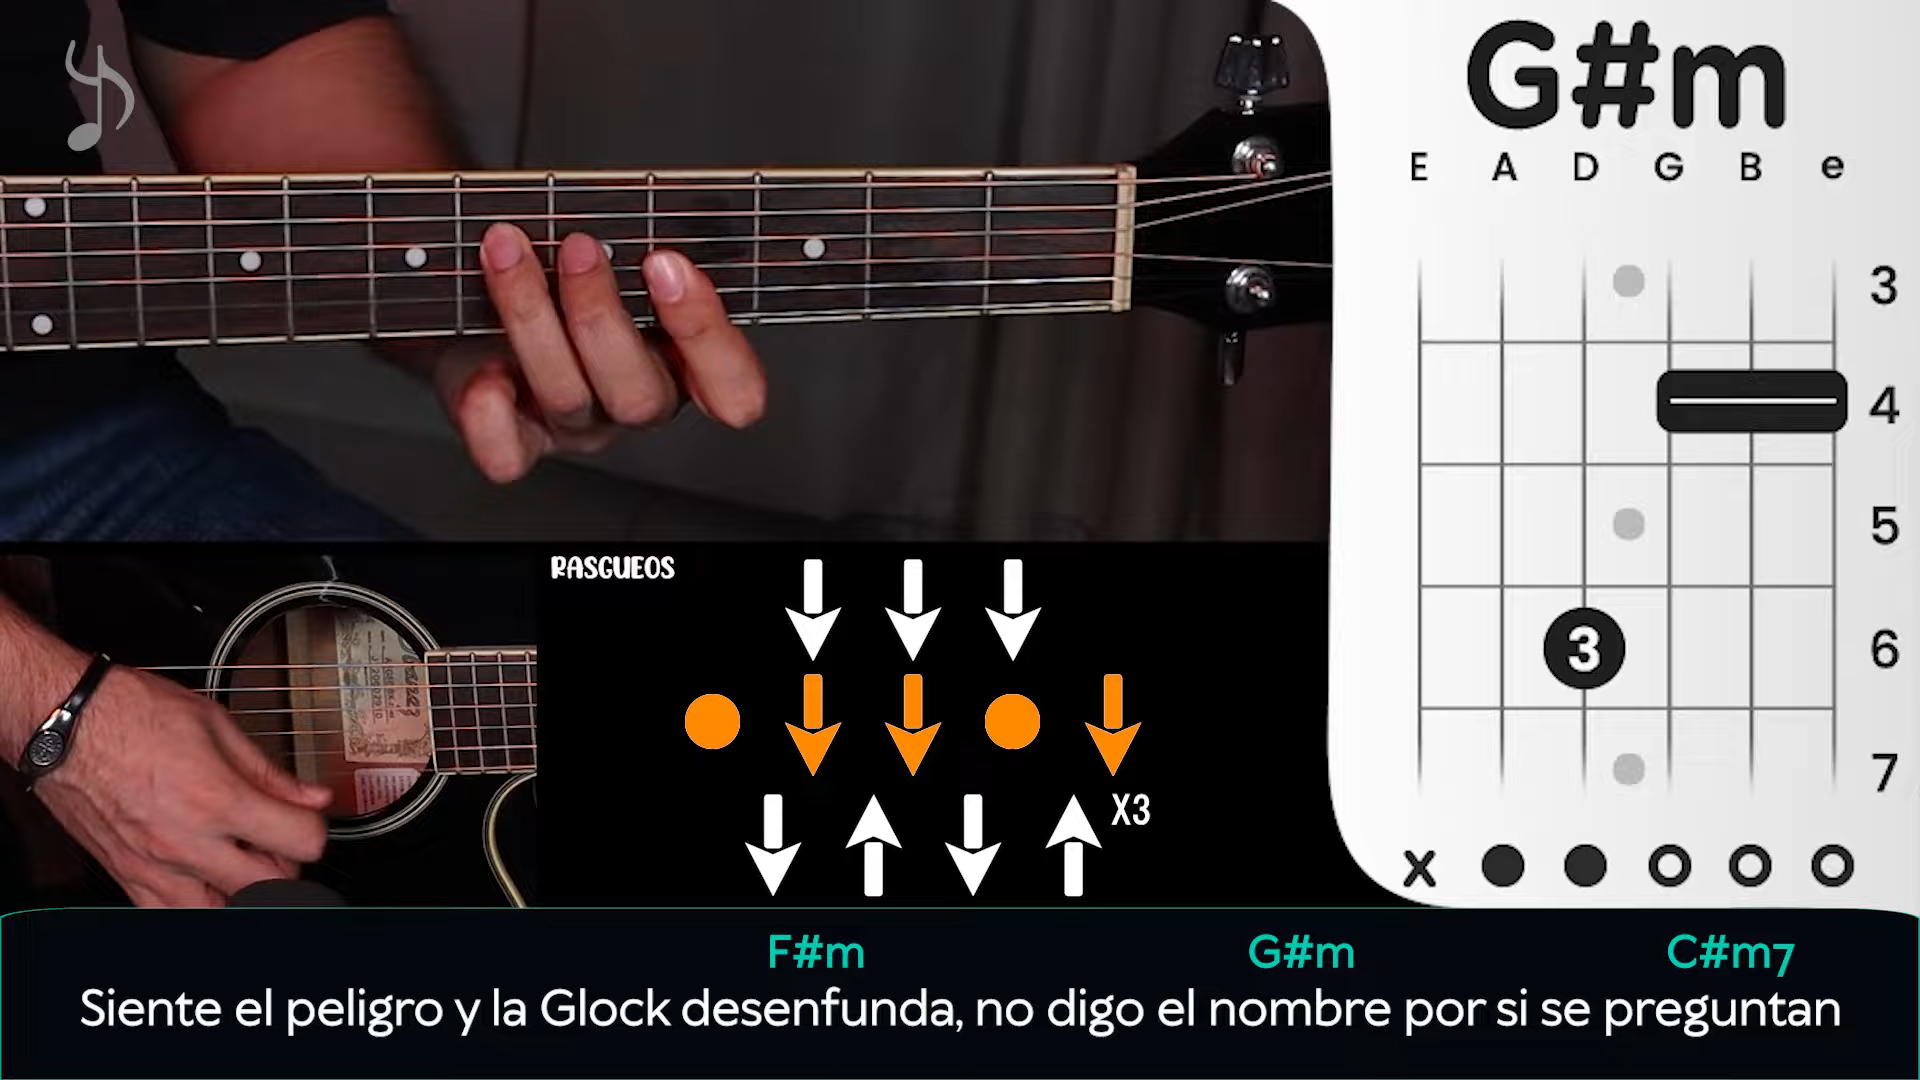 G#m
E A D G B e
3
4
5
3 6
7
X
RASGUEOS
X3
F#m G#m C#m7
Siente el peligro y la Glock desenfunda, no digo el nombre por si se preguntan